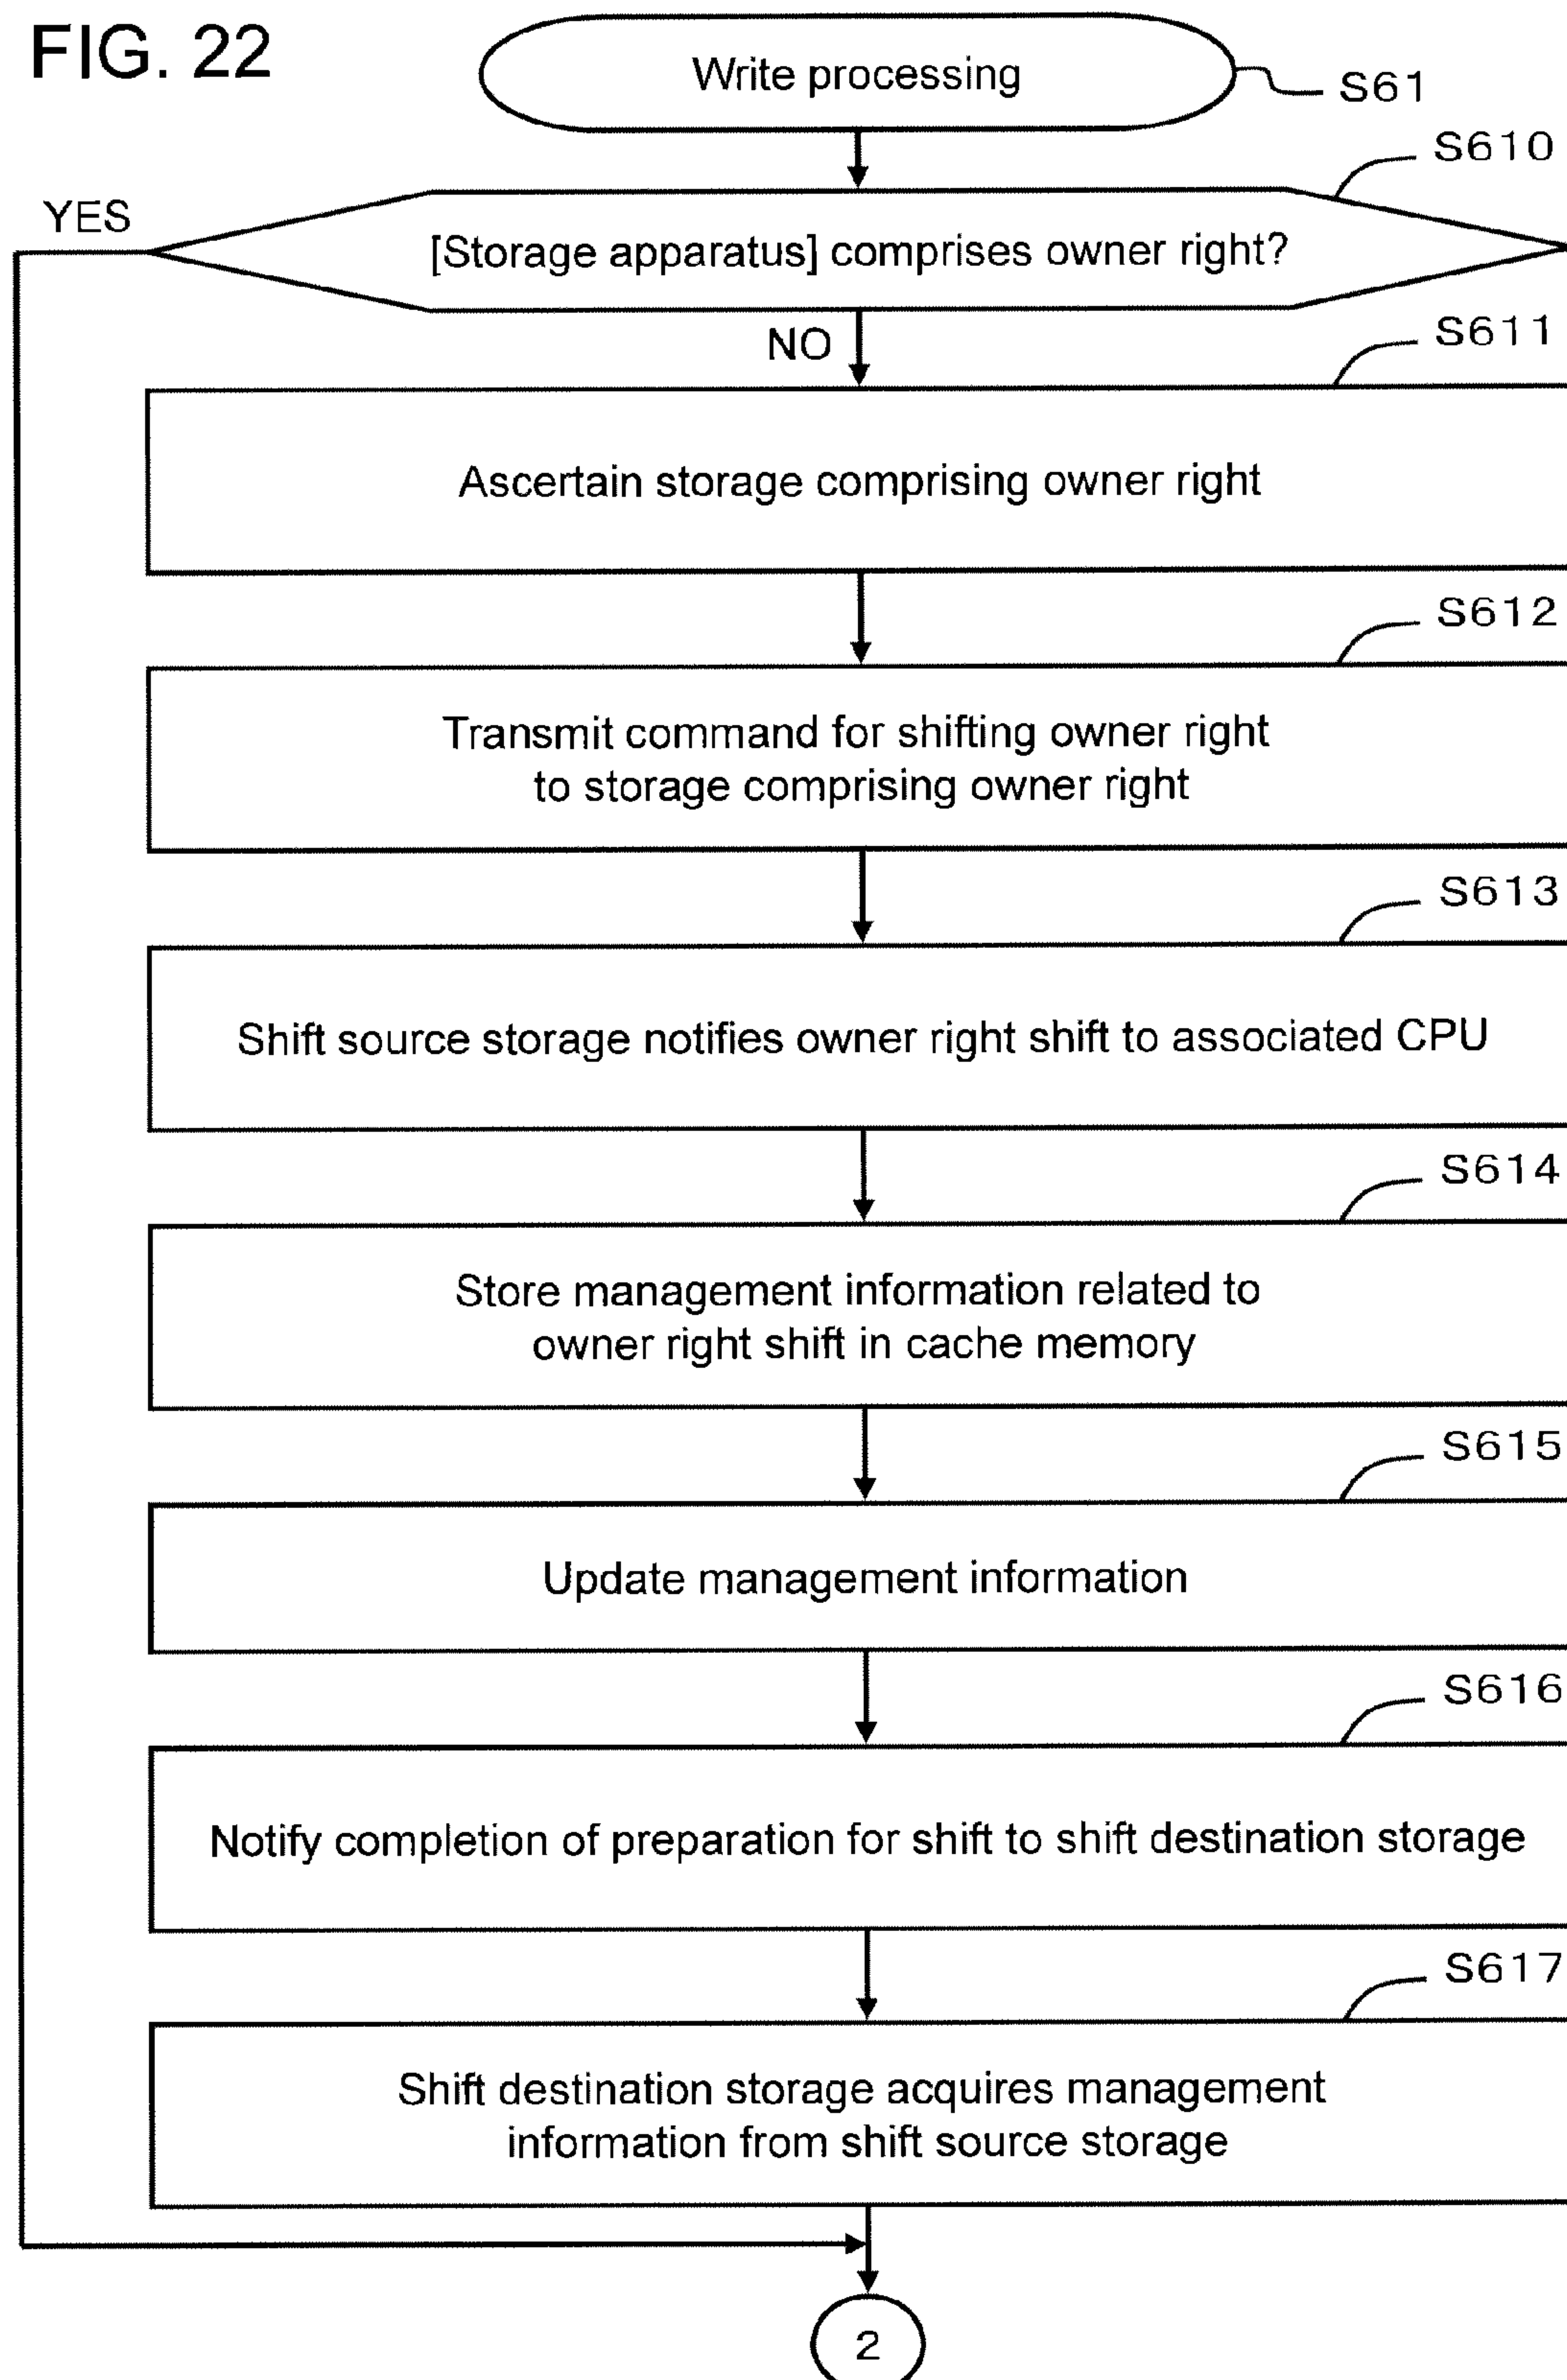 FIG. 22
Write processing
S61
S610
YES
[Storage apparatus] comprises owner right?
NO
S611
Ascertain storage comprising owner right
S612
Transmit command for shifting owner right
to storage comprising owner right
S613
Shift source storage notifies owner right shift to associated CPU
S614
Store management information related to
owner right shift in cache memory
S615
Update management information
S616
Notify completion of preparation for shift to shift destination storage
S617
Shift destination storage acquires management
information from shift source storage
2